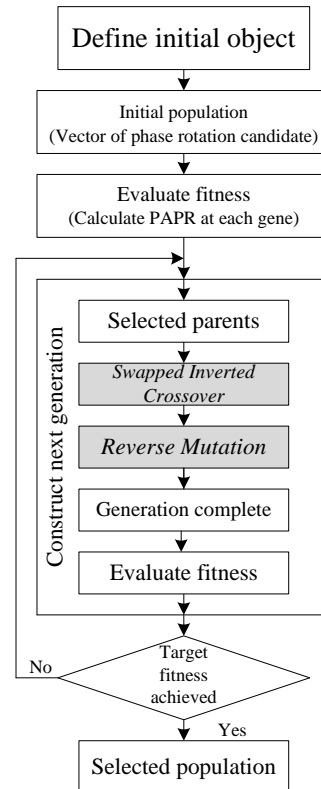 Define initial object
Initial population
(Vector of phase rotation candidate)
Evaluate fitness
(Calculate PAPR at each gene)
Construct next generation
Selected parents
Swapped Inverted
Crossover
Reverse Mutation
Generation complete
Evaluate fitness
Target
fitness
achieved
No
Yes
Selected population